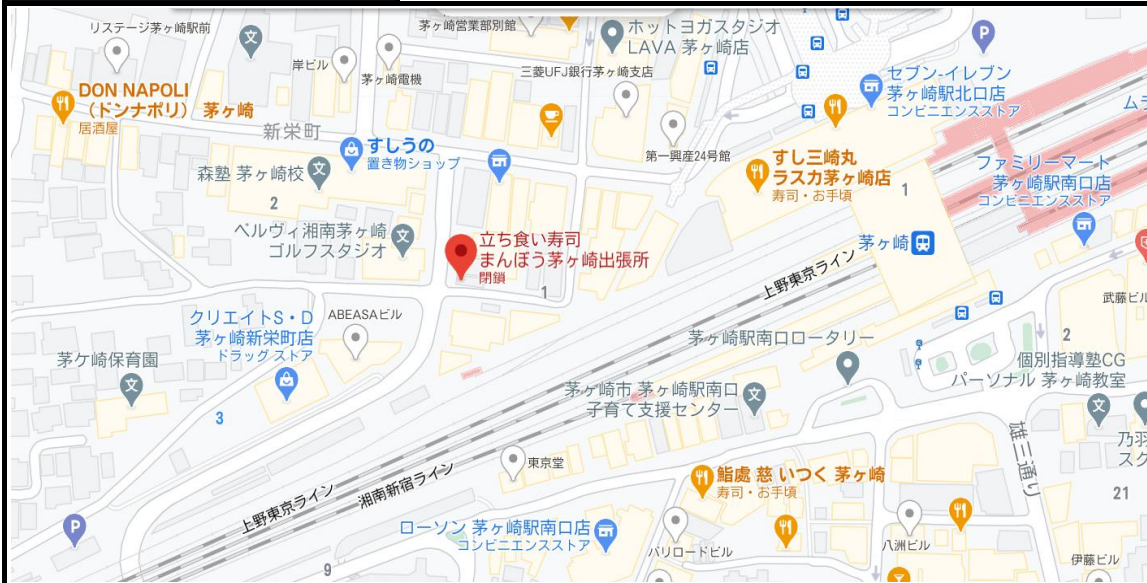 リステージ茅ヶ崎駅前
茅ヶ崎営業部別館
ホットヨガスタジオ
LAVA 茅ヶ崎店
岸ビル
茅ケ崎電機
三菱UFJ銀行茅ヶ崎支店
セブン-イレブン
茅ヶ崎駅北口店
コンビニエンスストア
DON NAPOLI
（ドンナポリ） 茅ヶ崎
居酒屋
新栄町
すしうの
置き物ショップ
第一興産24号館
すし三崎丸
ラスカ茅ヶ崎店
寿司・お手頃
1
ファミリーマート
茅ヶ崎駅南口店
コンビニエンスストア
森塾 茅ヶ崎校
2
ベルヴィ湘南茅ヶ崎
ゴルフスタジオ
立ち食い寿司
まんぼう茅ヶ崎出張所
閉鎖
1
茅ヶ崎
上野東京ライン
武藤ビル
クリエイトS・D
茅ヶ崎新栄町店
ドラッグ ストア
ABEASAビル
茅ヶ崎駅南口ロータリー
2
茅ケ崎保育園
茅ヶ崎市 茅ヶ崎駅南口
子育て支援センター
個別指導塾CG
パーソナル 茅ヶ崎教室
3
雄三通り
東京堂
上野東京ライン
湘南新宿ライン
鮨處 慈 いつく 茅ヶ崎
寿司・お手頃
21
P
P
ローソン 茅ヶ崎駅南口店
コンビニエンスストア
パリロードビル
八洲ビル
伊藤ビル
9